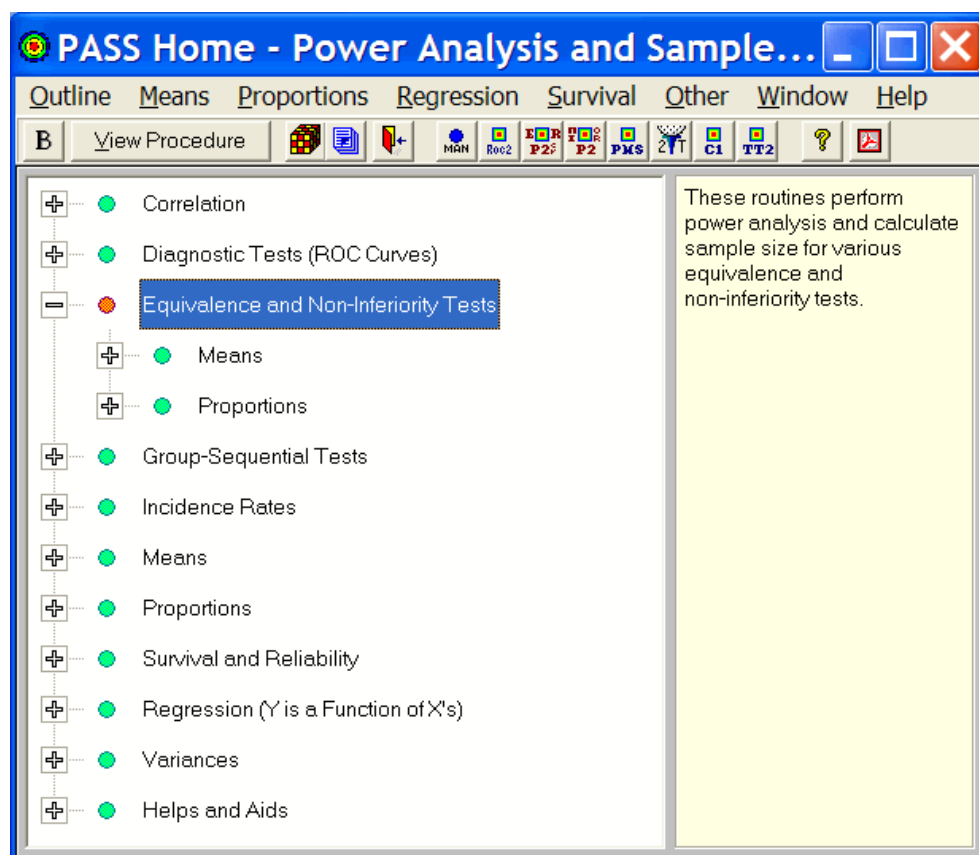 PASS Home - Power Analysis and Sample...
Outline Means Proportions Regression Survival Other Window Help
B View Procedure MAN Roc2 P2 P2 PMS 2T C1 TT2 ?
Correlation
Diagnostic Tests (ROC Curves)
Equivalence and Non-Inferiority Tests
Means
Proportions
Group-Sequential Tests
Incidence Rates
Means
Proportions
Survival and Reliability
Regression (Y is a Function of X's)
Variances
Helps and Aids
These routines perform
power analysis and calculate
sample size for various
equivalence and
non-inferiority tests.